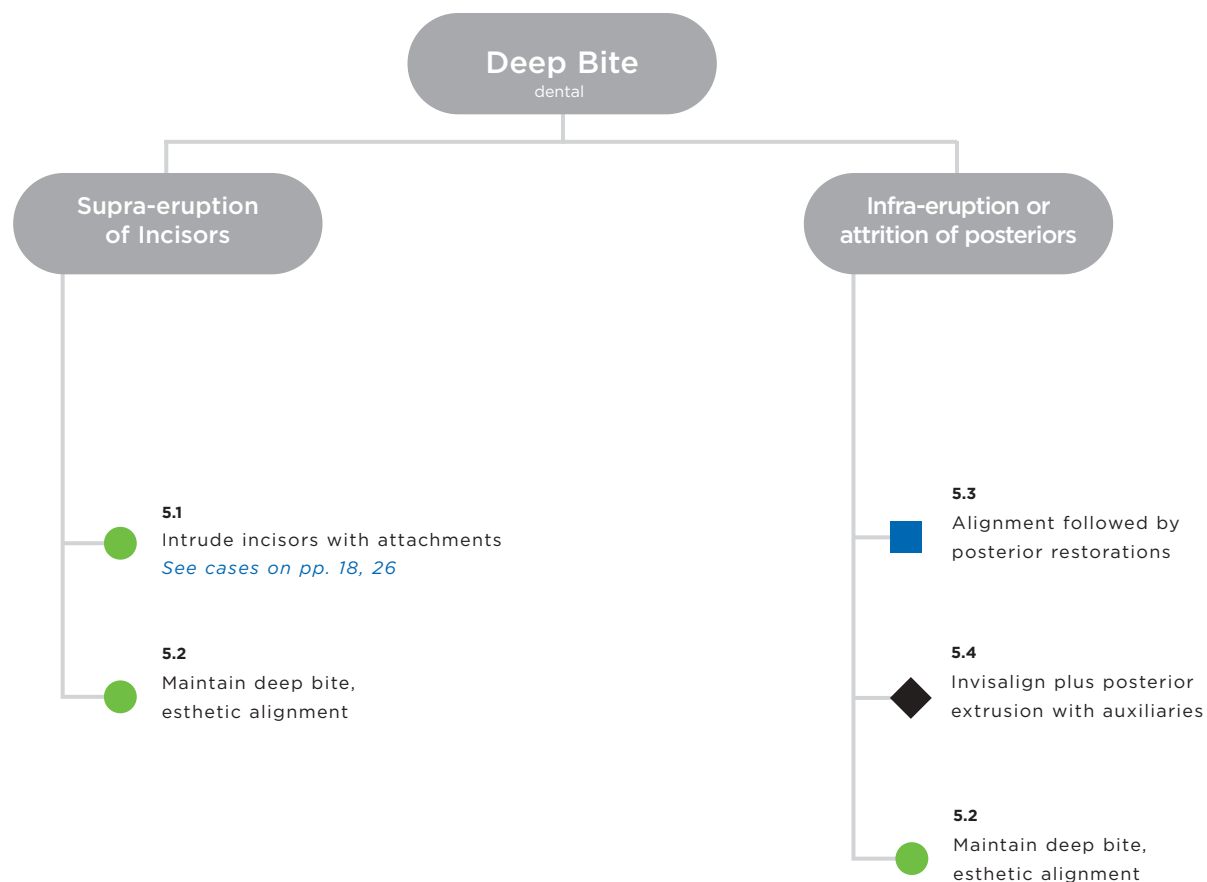 Deep Bite
dental
Supra-eruption
of Incisors
5.1
Intrude incisors with attachments
See cases on pp. 18, 26
5.2
Maintain deep bite,
esthetic alignment
Infra-eruption or
attrition of posteriors
5.3
Alignment followed by
posterior restorations
5.4
Invisalign plus posterior
extrusion with auxiliaries
5.2
Maintain deep bite,
esthetic alignment